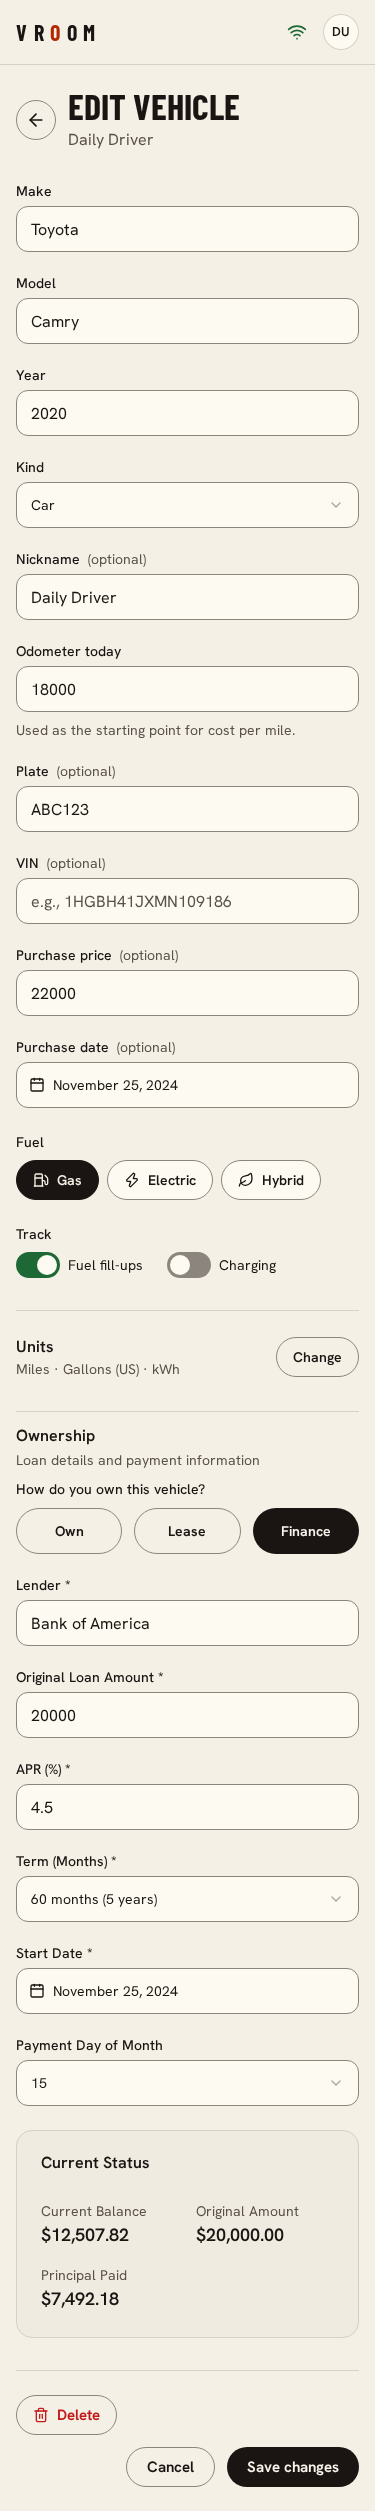 VROOM
DU
EDIT VEHICLE
Daily Driver
Make
Toyota
Model
Camry
Year
2020
Kind
Car
Nickname (optional)
Daily Driver
Odometer today
18000
Used as the starting point for cost per mile.
Plate (optional)
ABC123
VIN (optional)
e.g., 1HGBH41JXMN109186
Purchase price (optional)
22000
Purchase date (optional)
November 25, 2024
Fuel
Gas Electric Hybrid
Track
Fuel fill-ups Charging
Units
Miles · Gallons (US) · kWh
Change
Ownership
Loan details and payment information
How do you own this vehicle?
Own Lease Finance
Lender *
Bank of America
Original Loan Amount *
20000
APR (%) *
4.5
Term (Months) *
60 months (5 years)
Start Date *
November 25, 2024
Payment Day of Month
15
Current Status
Current Balance Original Amount
$12,507.82 $20,000.00
Principal Paid
$7,492.18
Delete
Cancel Save changes